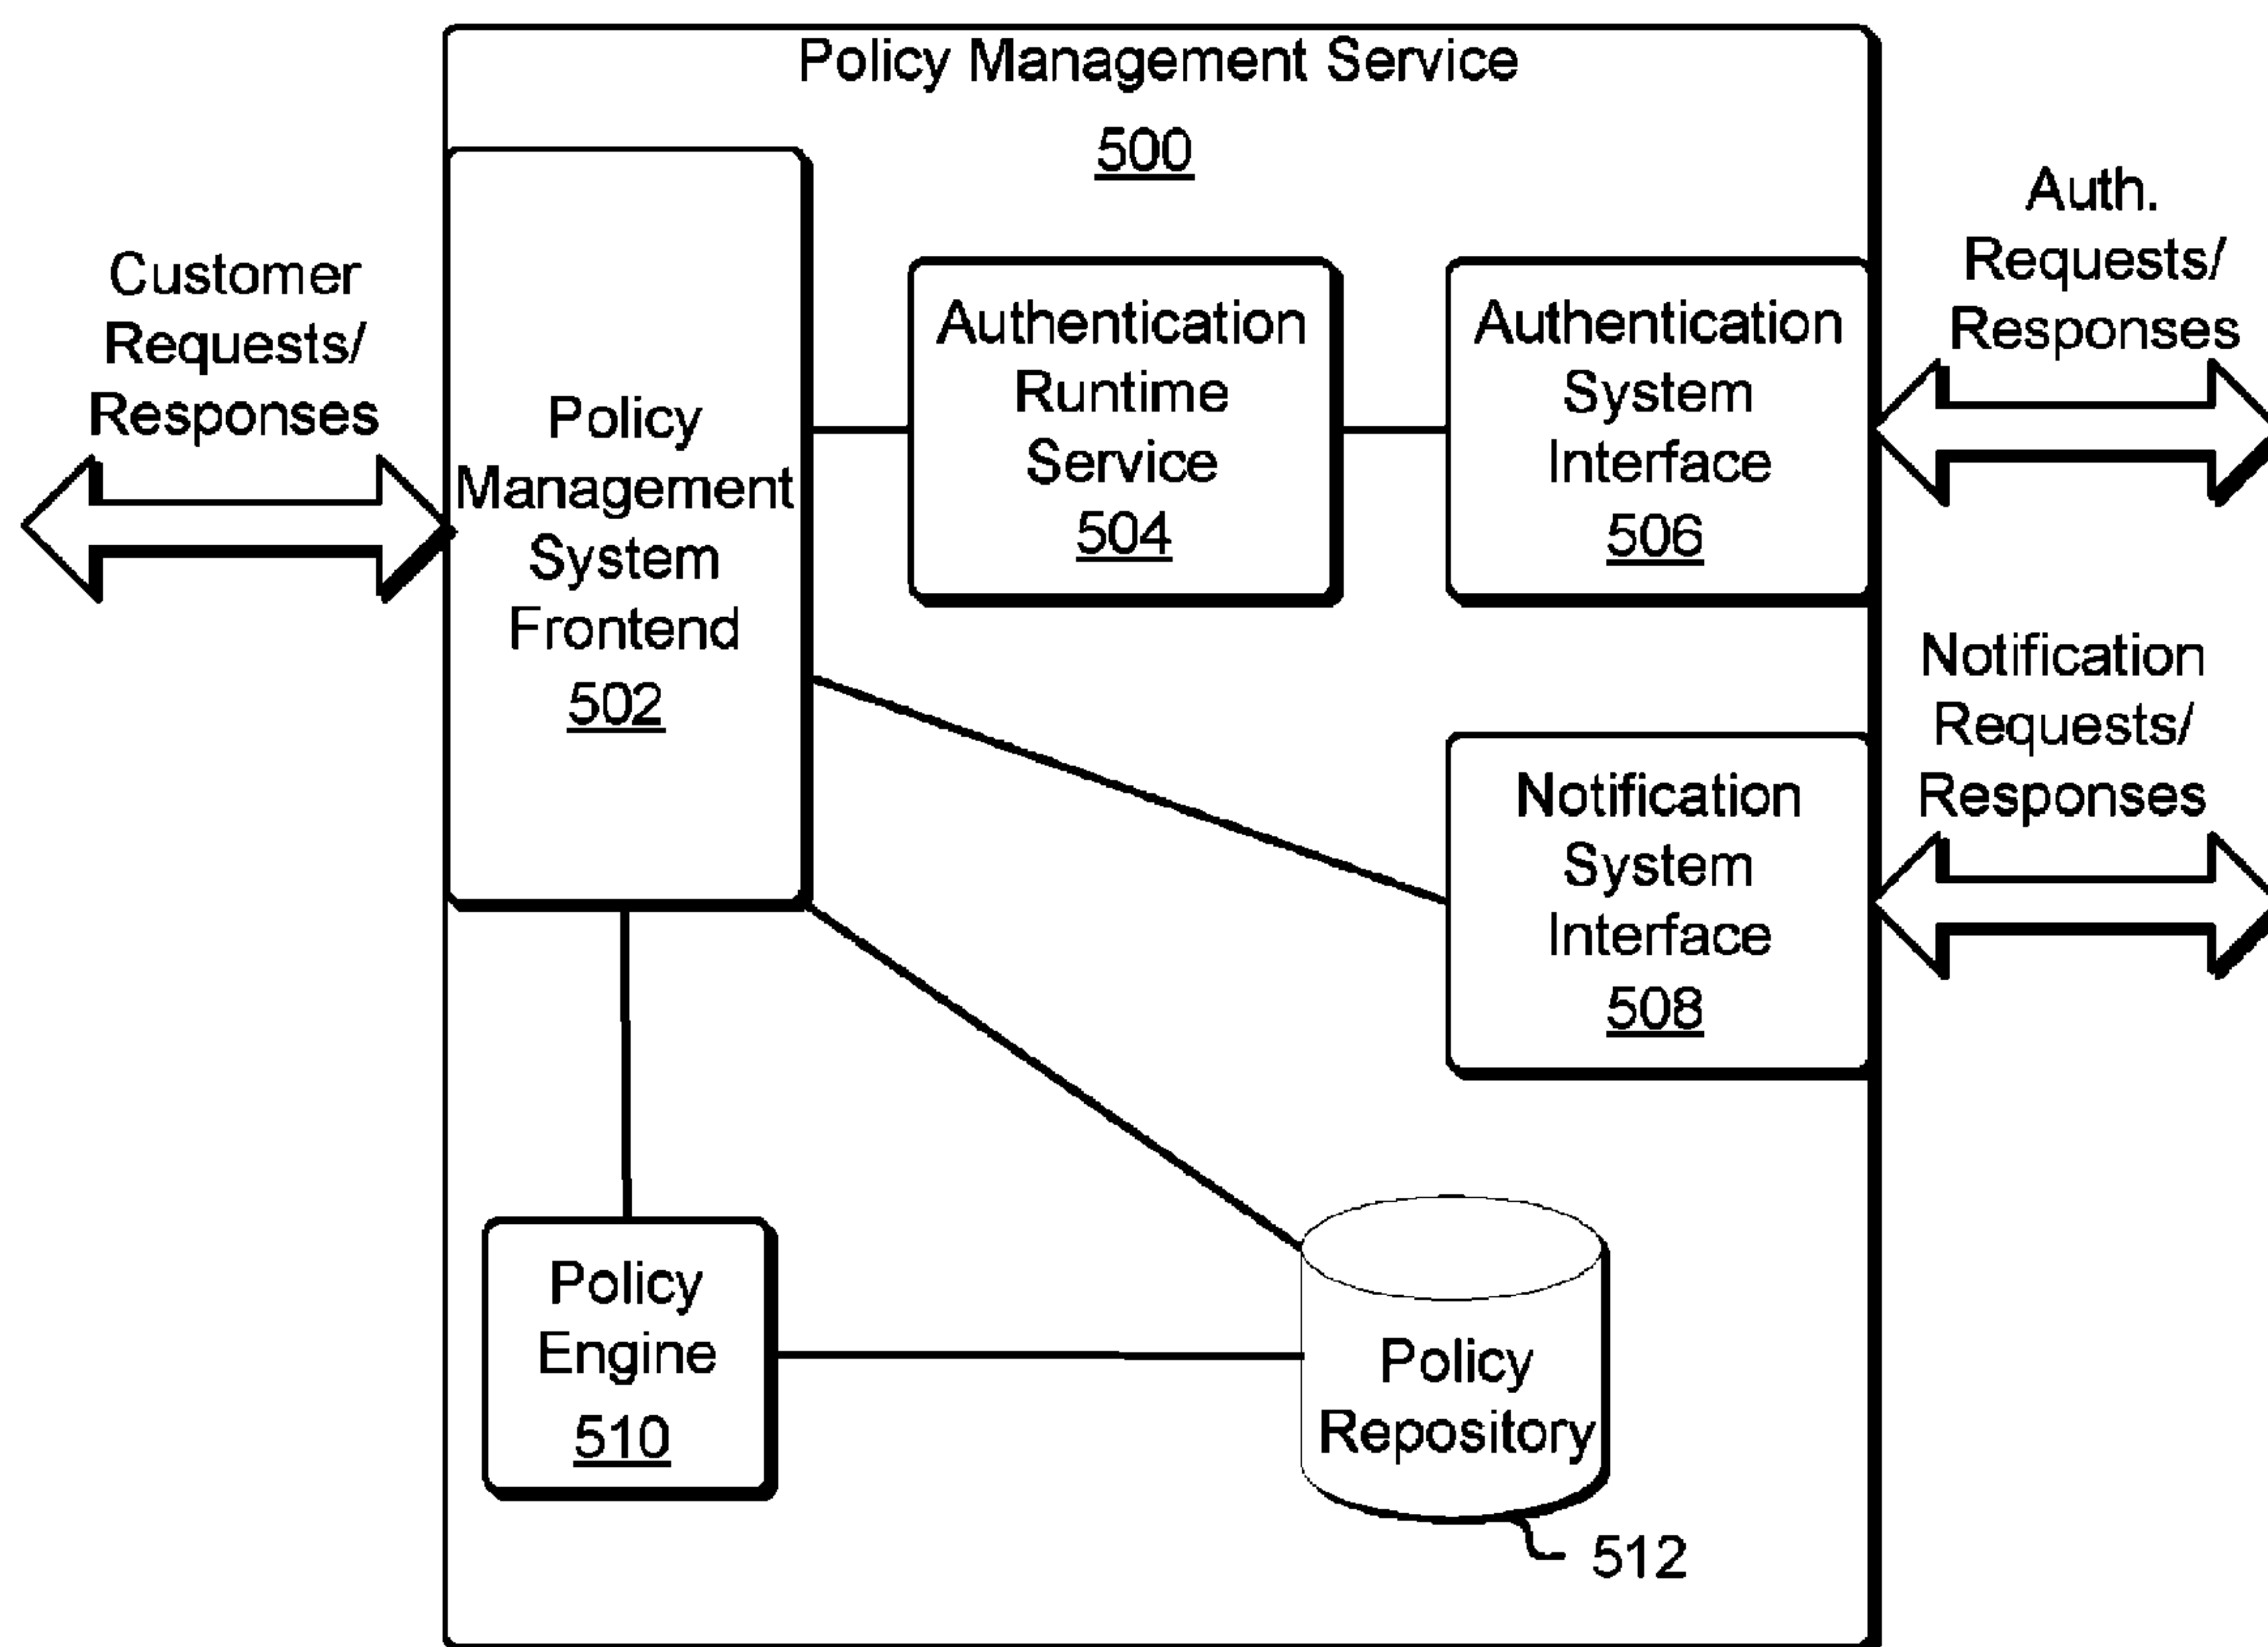 Policy Management Service
500
Customer
Requests/
Responses
Policy
Management
System
Frontend
502
Authentication
Runtime
Service
504
Authentication
System
Interface
506
Auth.
Requests/
Responses
Notification
System
Interface
508
Notification
Requests/
Responses
Policy
Engine
510
Policy
Repository
512